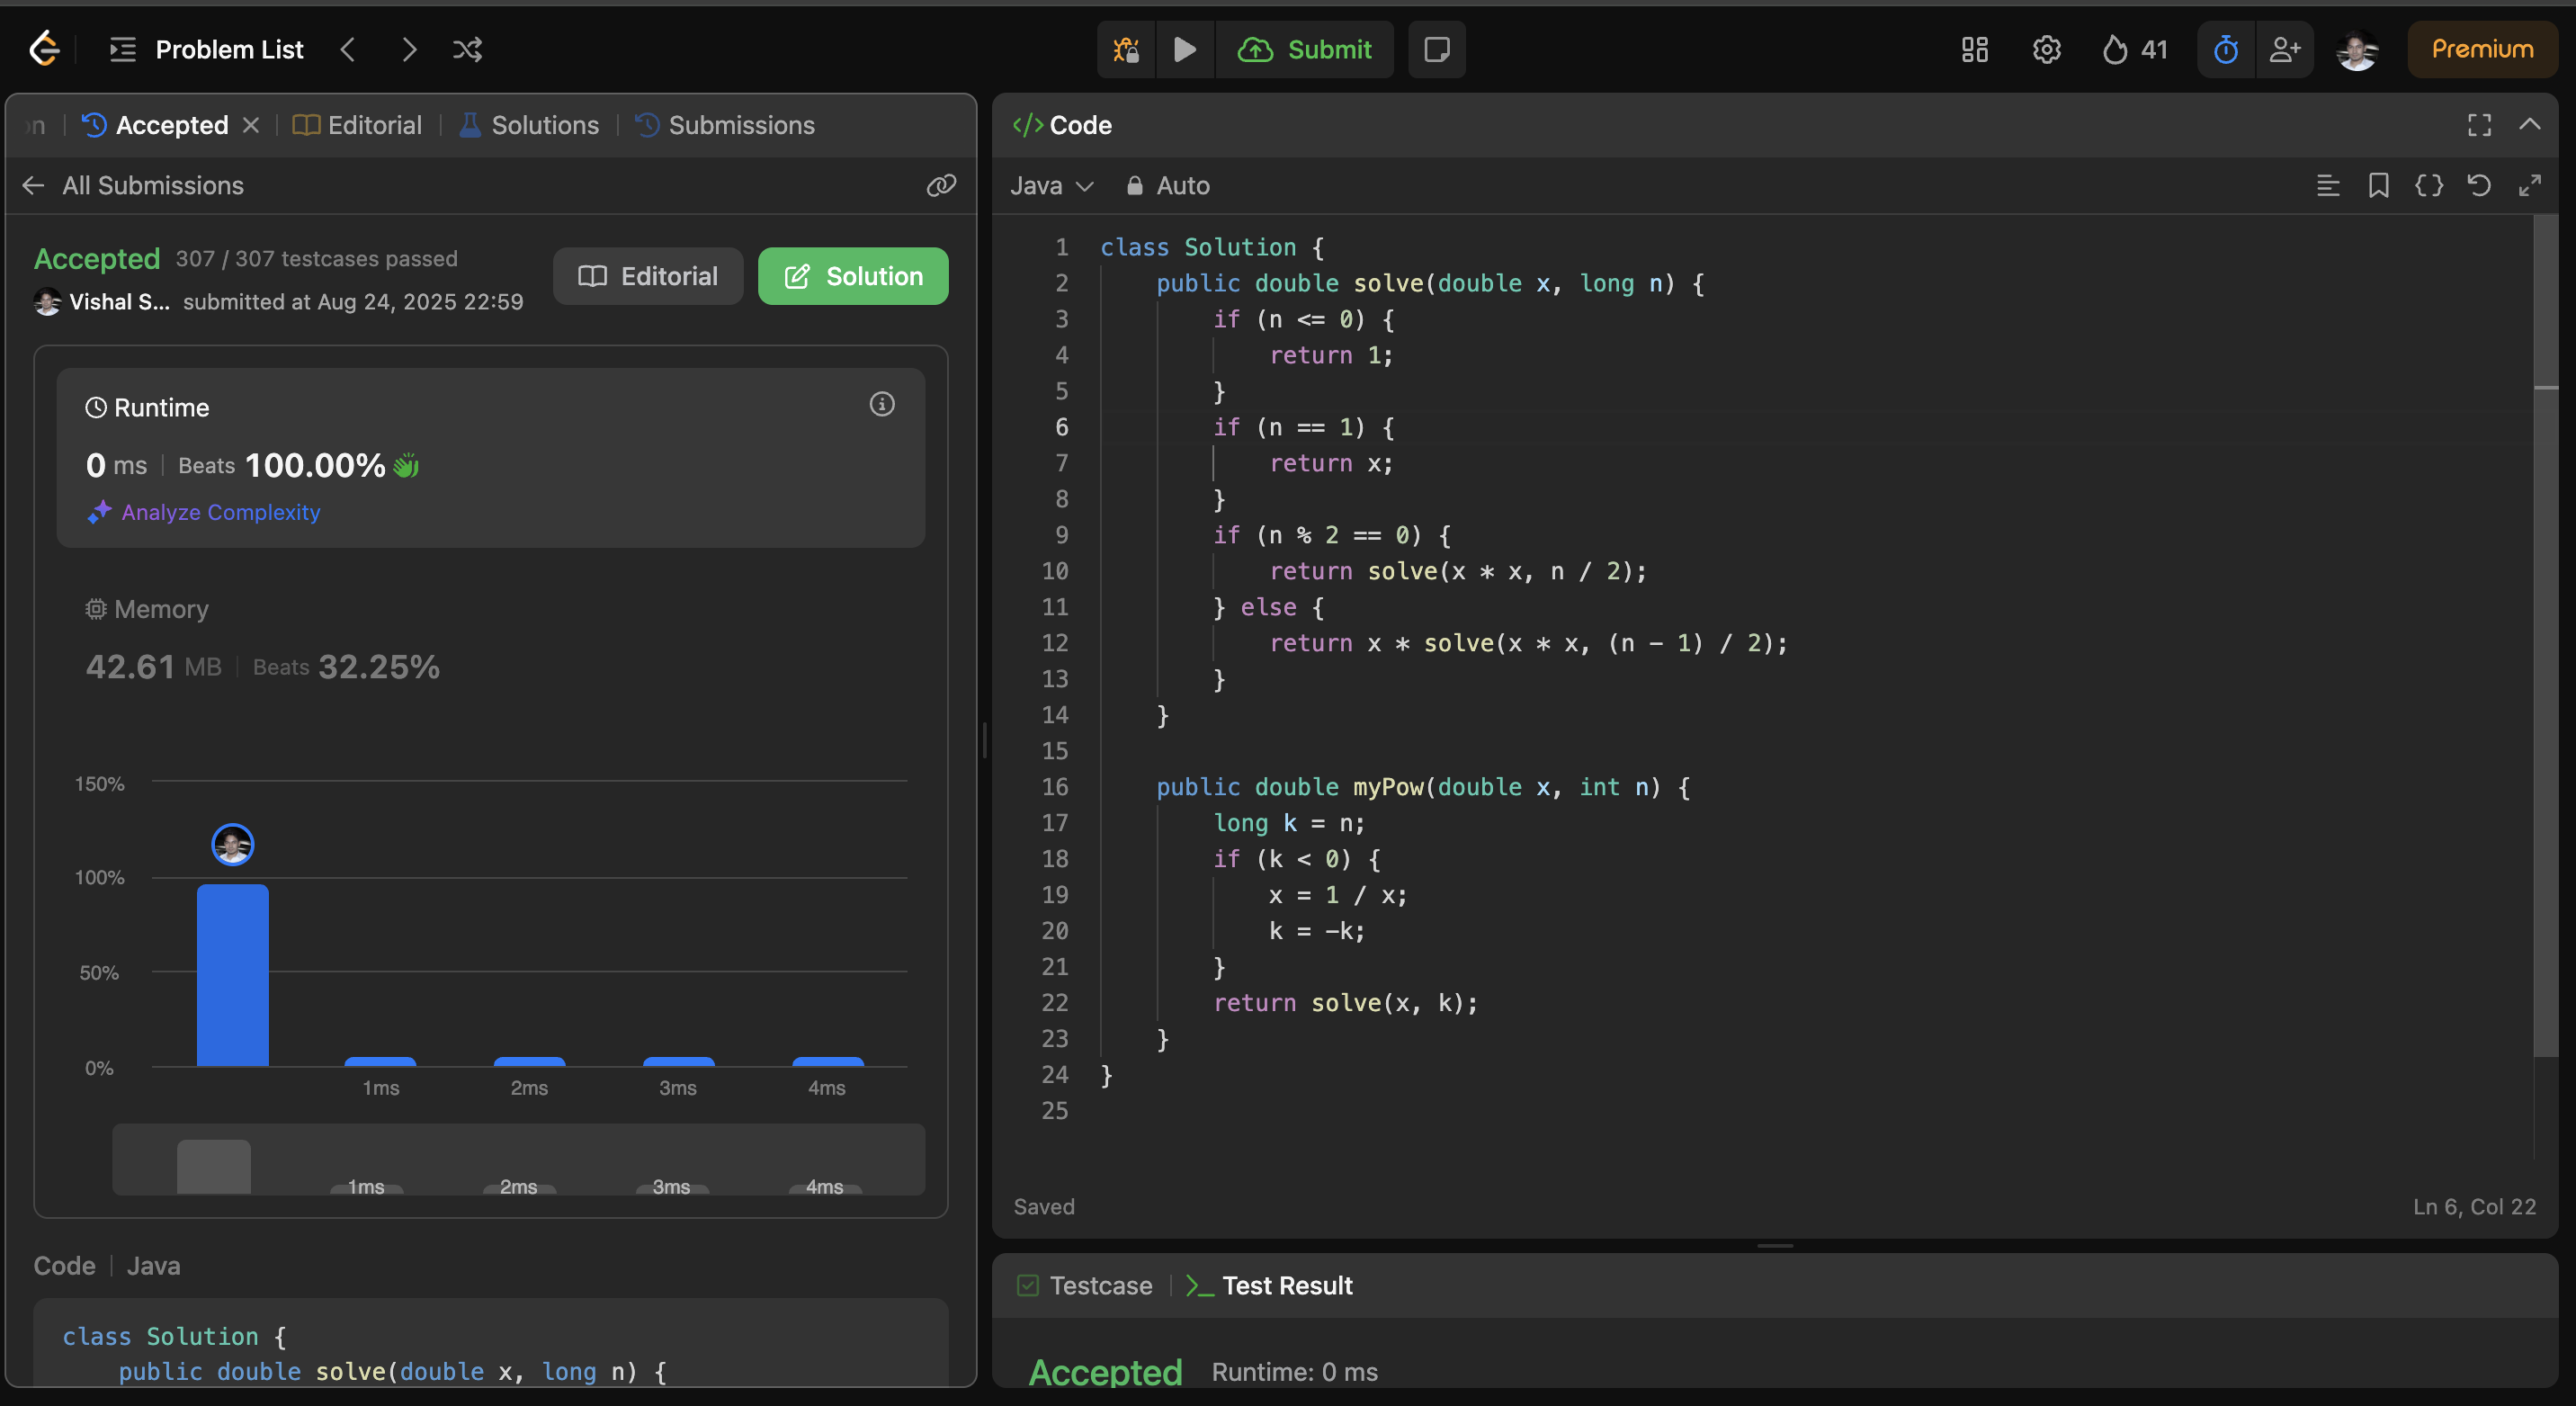 Problem List
Submit
41
Premium
Accepted
Editorial
Solutions
Submissions
All Submissions
Accepted 307 / 307 testcases passed
Vishal S... submitted at Aug 24, 2025 22:59
Editorial
Solution
Runtime
0 ms | Beats 100.00%
Analyze Complexity
Memory
42.61 MB | Beats 32.25%
150%
100%
50%
0%
1ms 2ms 3ms 4ms
1ms 2ms 3ms 4ms
Code | Java
class Solution {
    public double solve(double x, long n) {
</> Code
Java Auto
1 class Solution {
2     public double solve(double x, long n) {
3         if (n <= 0) {
4             return 1;
5         }
6         if (n == 1) {
7             return x;
8         }
9         if (n % 2 == 0) {
10             return solve(x * x, n / 2);
11         } else {
12             return x * solve(x * x, (n - 1) / 2);
13         }
14     }
15
16     public double myPow(double x, int n) {
17         long k = n;
18         if (k < 0) {
19             x = 1 / x;
20             k = -k;
21         }
22         return solve(x, k);
23     }
24 }
25
Saved
Ln 6, Col 22
Testcase
>_ Test Result
Accepted Runtime: 0 ms